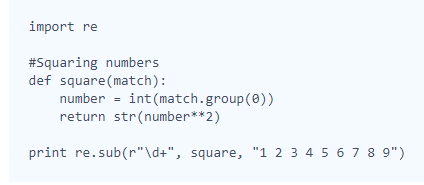 import re
#Squaring numbers
def square(match):
    number = int(match.group(0))
    return str(number**2)
print re.sub(r"\d+", square, "1 2 3 4 5 6 7 8 9")